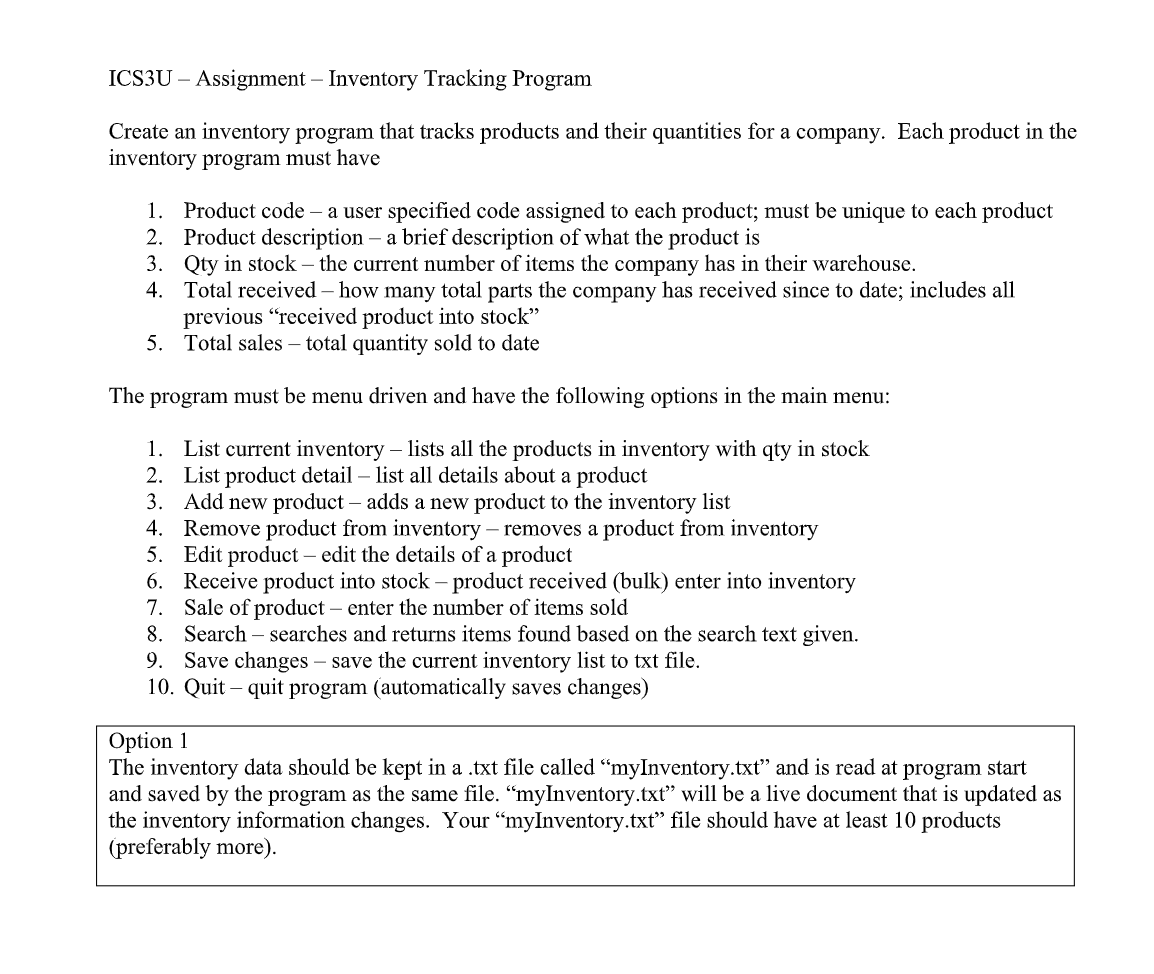 ICS3U – Assignment – Inventory Tracking Program
Create an inventory program that tracks products and their quantities for a company.  Each product in the
inventory program must have
1. Product code – a user specified code assigned to each product; must be unique to each product
2. Product description – a brief description of what the product is
3. Qty in stock – the current number of items the company has in their warehouse.
4. Total received – how many total parts the company has received since to date; includes all
previous “received product into stock”
5. Total sales – total quantity sold to date
The program must be menu driven and have the following options in the main menu:
1. List current inventory – lists all the products in inventory with qty in stock
2. List product detail – list all details about a product
3. Add new product – adds a new product to the inventory list
4. Remove product from inventory – removes a product from inventory
5. Edit product – edit the details of a product
6. Receive product into stock – product received (bulk) enter into inventory
7. Sale of product – enter the number of items sold
8. Search – searches and returns items found based on the search text given.
9. Save changes – save the current inventory list to txt file.
10. Quit – quit program (automatically saves changes)
Option 1
The inventory data should be kept in a .txt file called “myInventory.txt” and is read at program start
and saved by the program as the same file. “myInventory.txt” will be a live document that is updated as
the inventory information changes.  Your “myInventory.txt” file should have at least 10 products
(preferably more).